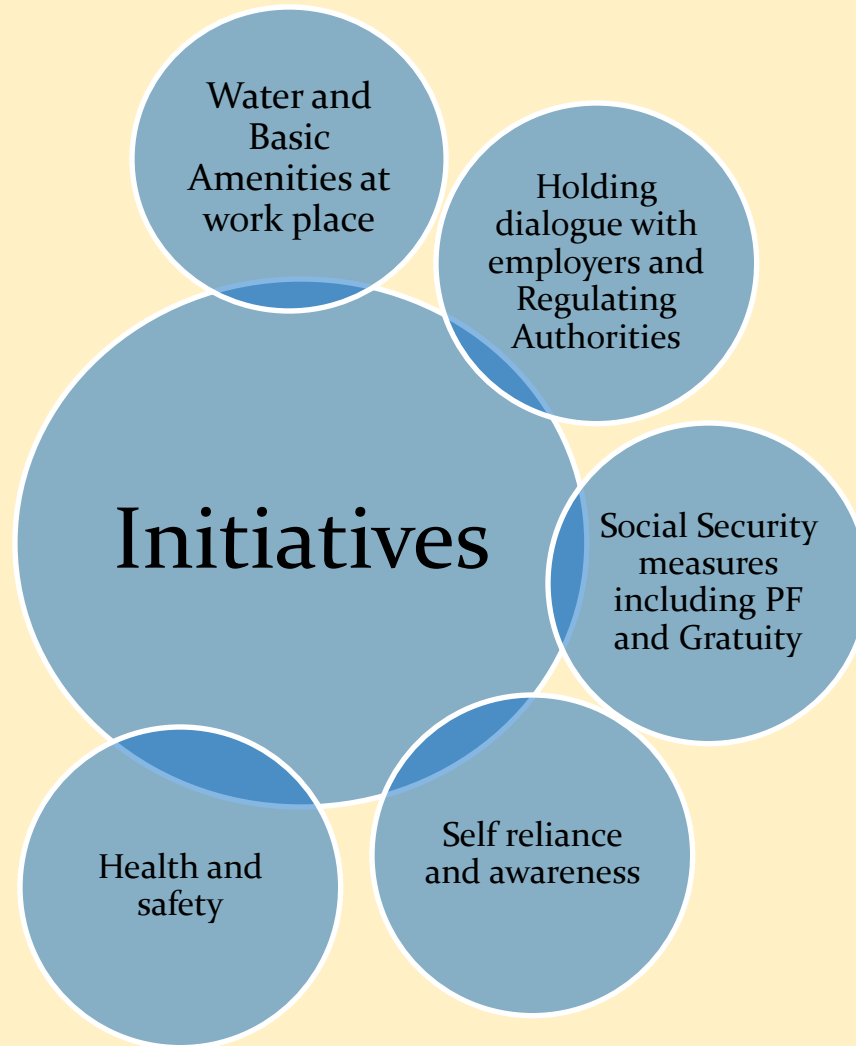 Water and
Basic
Amenities at
work place
Holding
dialogue with
employers and
Regulating
Authorities
Initiatives
Social Security
measures
including PF
and Gratuity
Self reliance
and awareness
Health and
safety